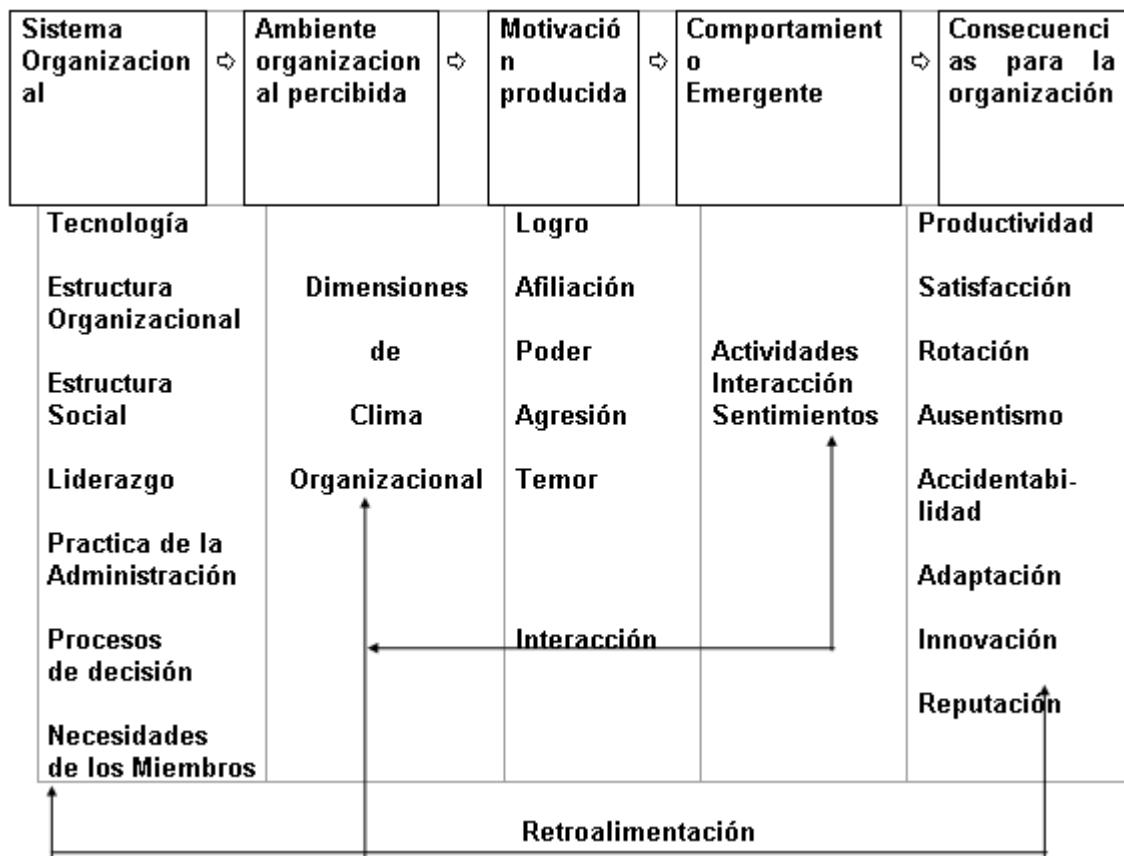 Sistema
Organizacion
al
Ambiente
organizacion
al percibida
Motivació
n
producida
Comportamient
o
Emergente
Consecuenci
as para la
organización
Tecnología
Estructura
Organizacional
Estructura
Social
Liderazgo
Practica de la
Administración
Procesos
de decisión
Necesidades
de los Miembros
Dimensiones
de
Clima
Organizacional
Logro
Afiliación
Poder
Agresión
Temor
Interacción
Actividades
Interacción
Sentimientos
Productividad
Satisfacción
Rotación
Ausentismo
Accidentabi-
lidad
Adaptación
Innovación
Reputación
Retroalimentación